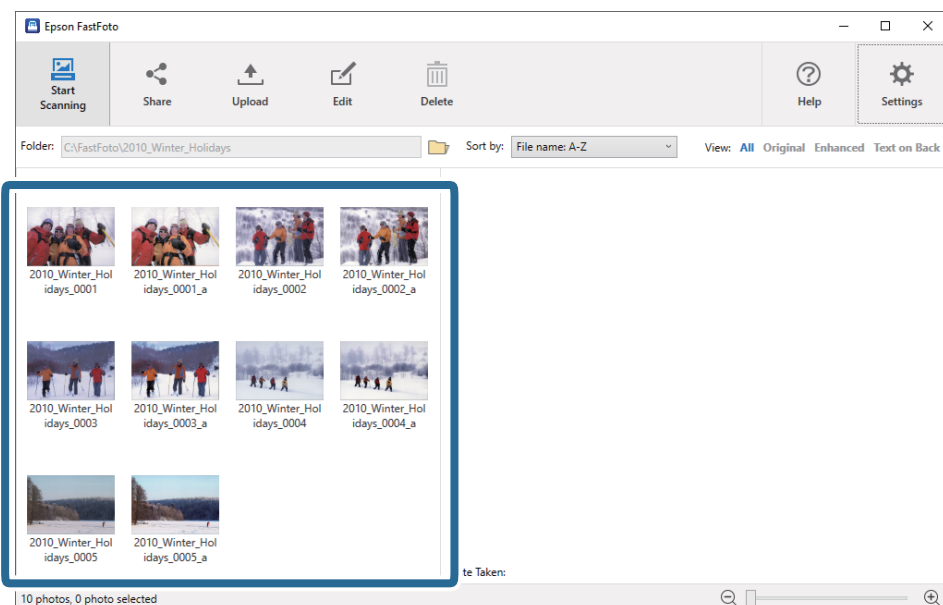 Epson FastFoto
Start
Scanning
Share
Upload
Edit
Delete
Help
Settings
Folder: C:\FastFoto\2010_Winter_Holidays
Sort by: File name: A-Z
View: All Original Enhanced Text on Back
2010_Winter_Hol
idays_0001
2010_Winter_Hol
idays_0001_a
2010_Winter_Hol
idays_0002
2010_Winter_Hol
idays_0002_a
2010_Winter_Hol
idays_0003
2010_Winter_Hol
idays_0003_a
2010_Winter_Hol
idays_0004
2010_Winter_Hol
idays_0004_a
2010_Winter_Hol
idays_0005
2010_Winter_Hol
idays_0005_a
te Taken:
10 photos, 0 photo selected